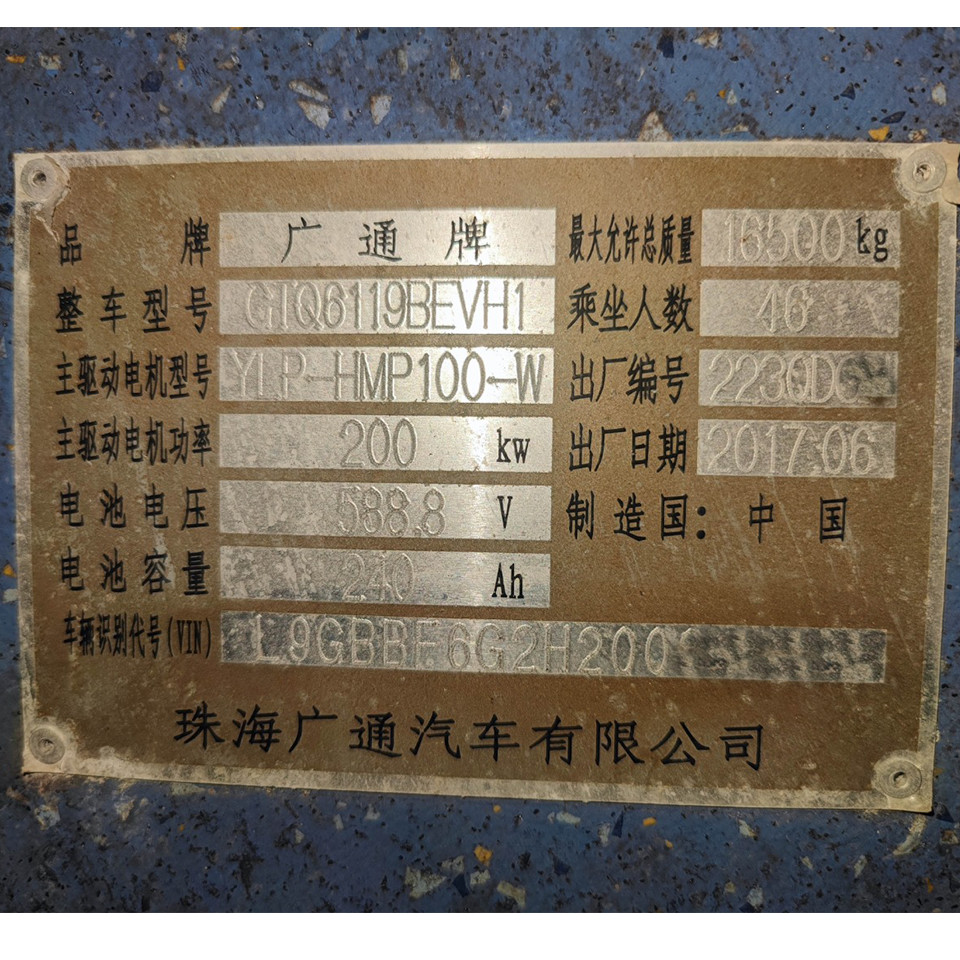 品牌 广通牌 最大允许总质量 16500 kg
整车型号 GTQ6119BEVH1 乘坐人数 46
主驱动电机型号 YLP-HMP100-W 出厂编号
主驱动电机功率 200 kw 出厂日期 2017.06
电池电压 588.8 V 制造国：中国
电池容量 240 Ah
车辆识别代号(VIN)
珠海广通汽车有限公司